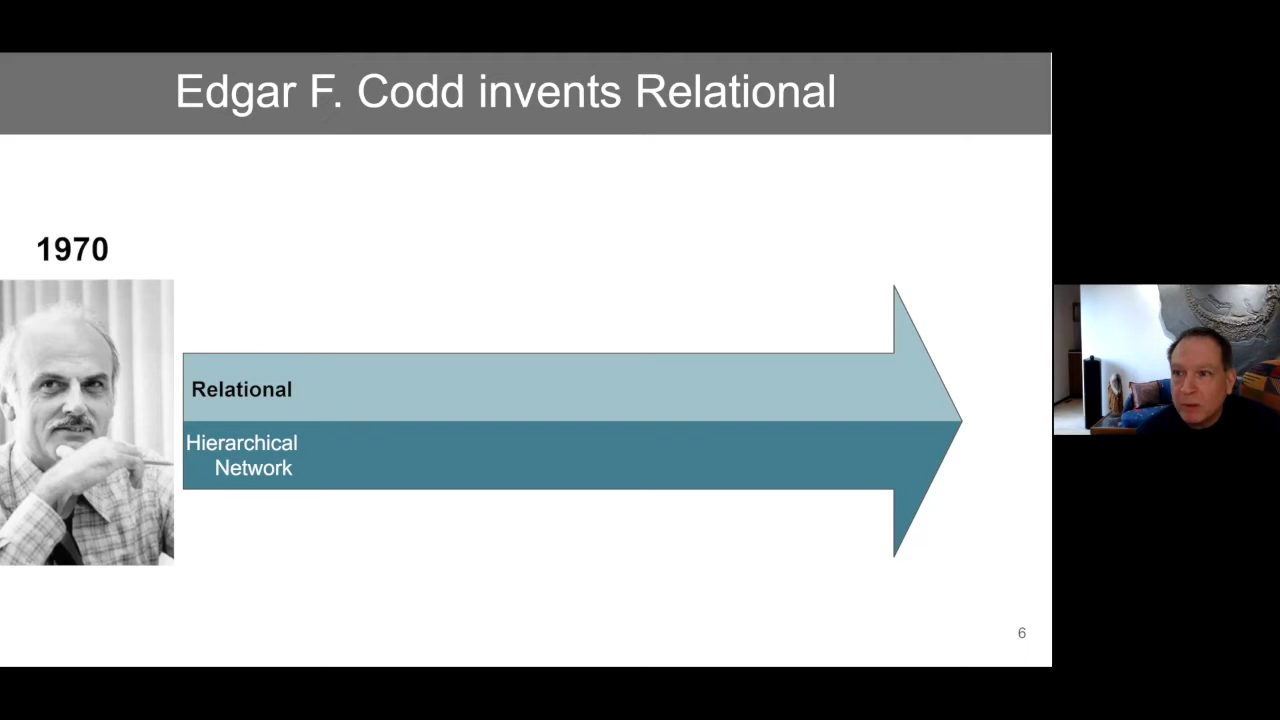 Edgar F. Codd invents Relational
1970
Relational
Hierarchical
Network
6